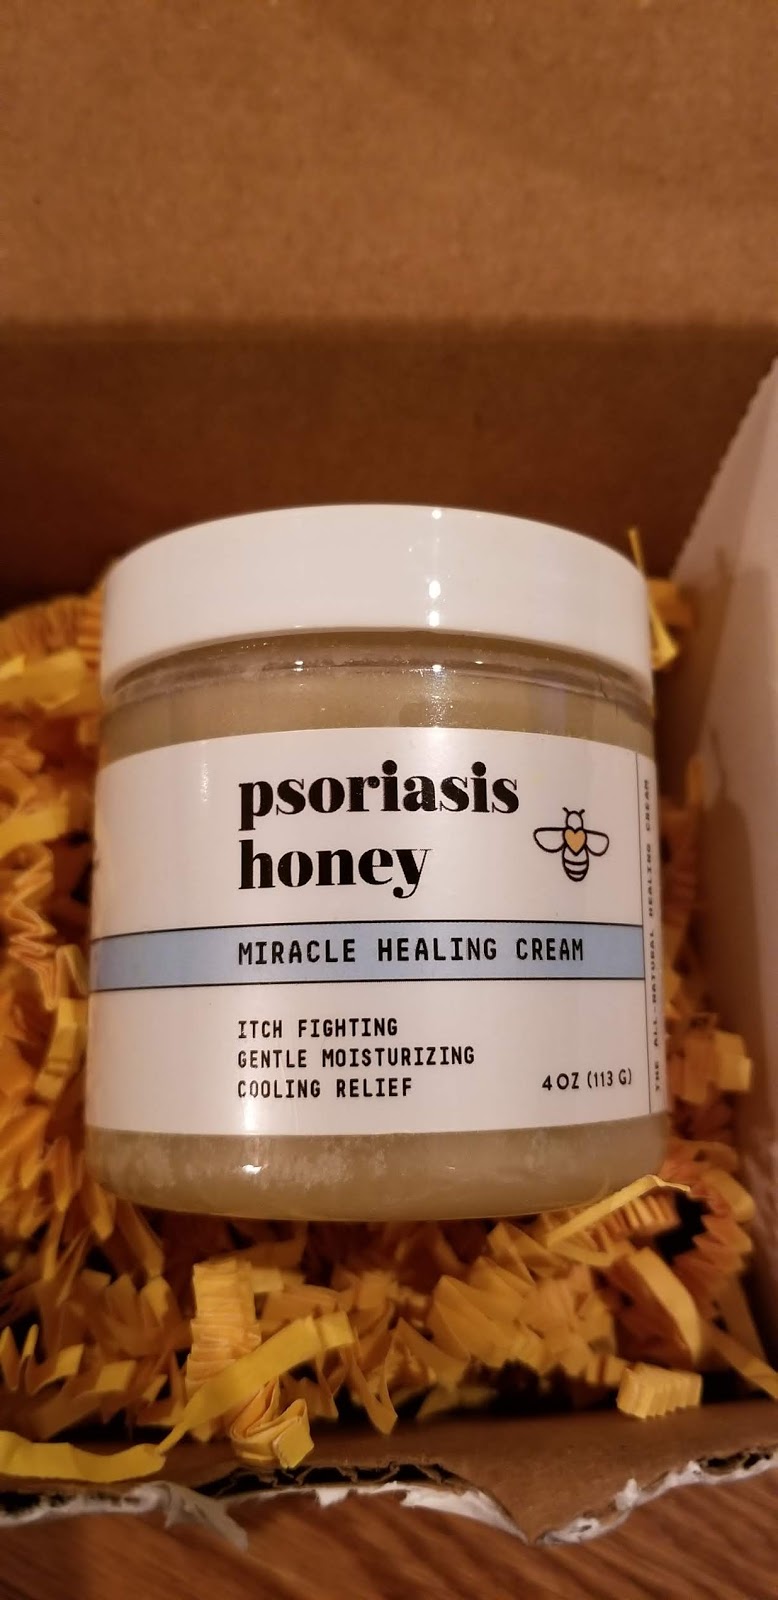 psoriasis
honey
MIRACLE HEALING CREAM
ITCH FIGHTING
GENTLE MOISTURIZING
COOLING RELIEF
4 OZ (113 G)
THE ALL-NATURAL HEALING CREAM